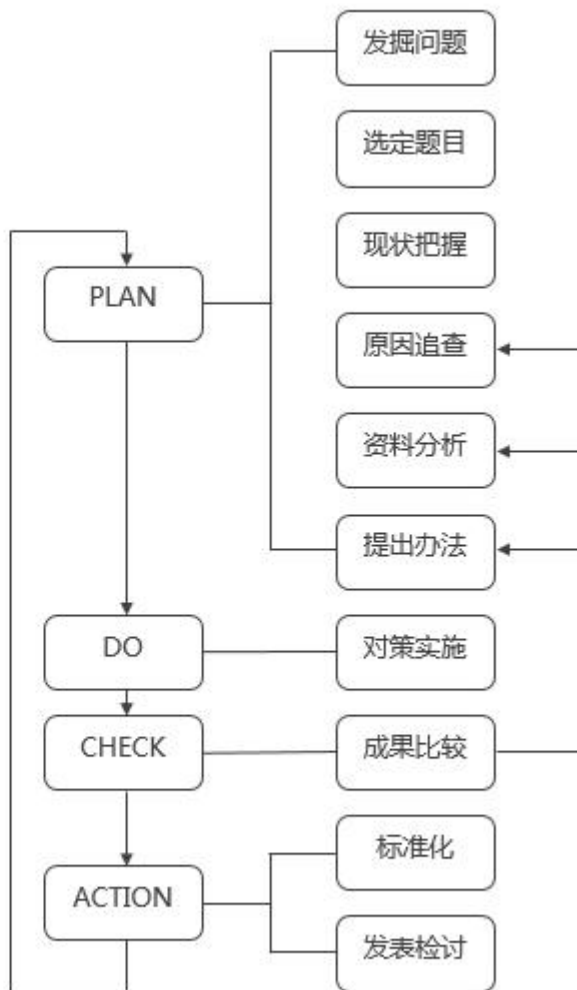 发掘问题
选定题目
现状把握
PLAN
原因追查
资料分析
提出办法
DO
对策实施
CHECK
成果比较
标准化
ACTION
发表检讨